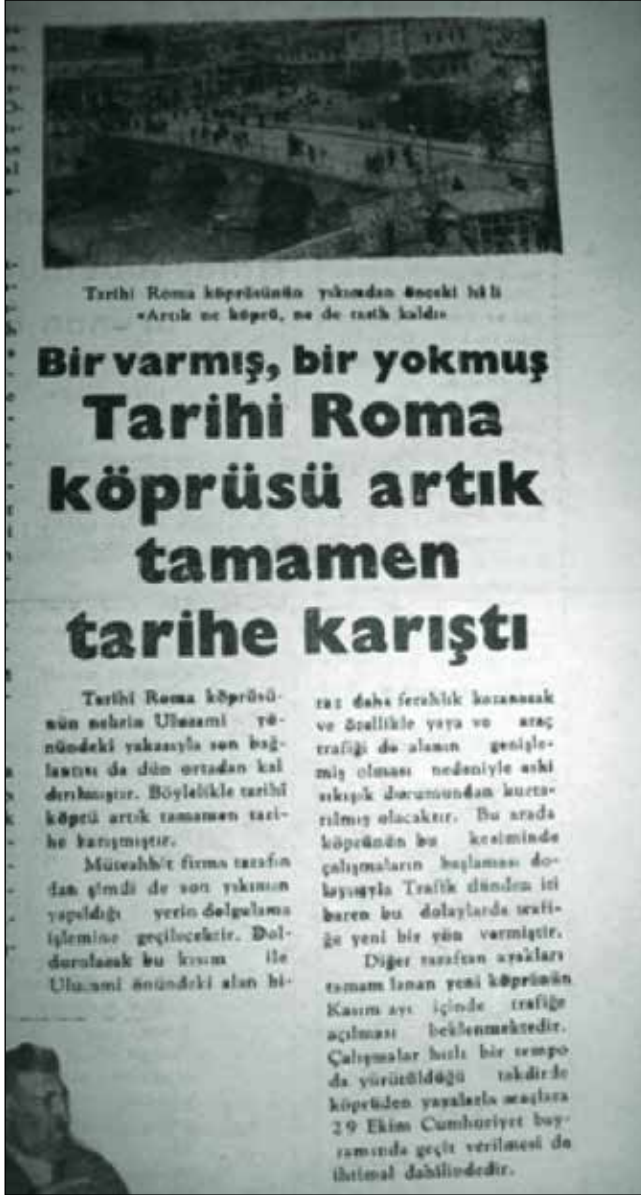 Tarihi Roma köprüsünün yıkımdan önceki hâli
«Artık ne köprü, ne de tarih kaldı»
Bir varmış, bir yokmuş
Tarihi Roma
köprüsü artık
tamamen
tarihe karıştı
Tarihi Roma köprüsü-
nün nehrin Ulucami yö-
nündeki yakasıyla son bağ-
lantısı da dün ortadan kal
dırılmıştır. Böylelikle tarihî
köprü artık tamamen tari-
he karışmıştır.
Müteahhit firma tarafın
dan şimdi de son yıkımın
yapıldığı yerin dolgulama
işlemine geçilecektir. Dol-
durulacak bu kısım ile
Ulucami önündeki alan bi-
raz daha ferahlık kazanacak
ve özellikle yaya ve araç
trafiği de alanın genişle-
miş olması nedeniyle eski
sıkışık durumundan kurta-
rılmış olacaktır. Bu arada
köprünün bu kesiminde
çalışmaların başlaması do-
layısıyla Trafik dünden iti
baren bu dolaylarda trafi-
ğe yeni bir yön vermiştir.
Diğer taraftan ayakları
tamamlanan yeni köprünün
Kasım ayı içinde trafiğe
açılması beklenmektedir.
Çalışmalar hızlı bir tempo
da yürütüldüğü takdirde
köprüden yayalarla araçlara
29 Ekim Cumhuriyet bay-
ramında geçit verilmesi de
ihtimal dahilindedir.